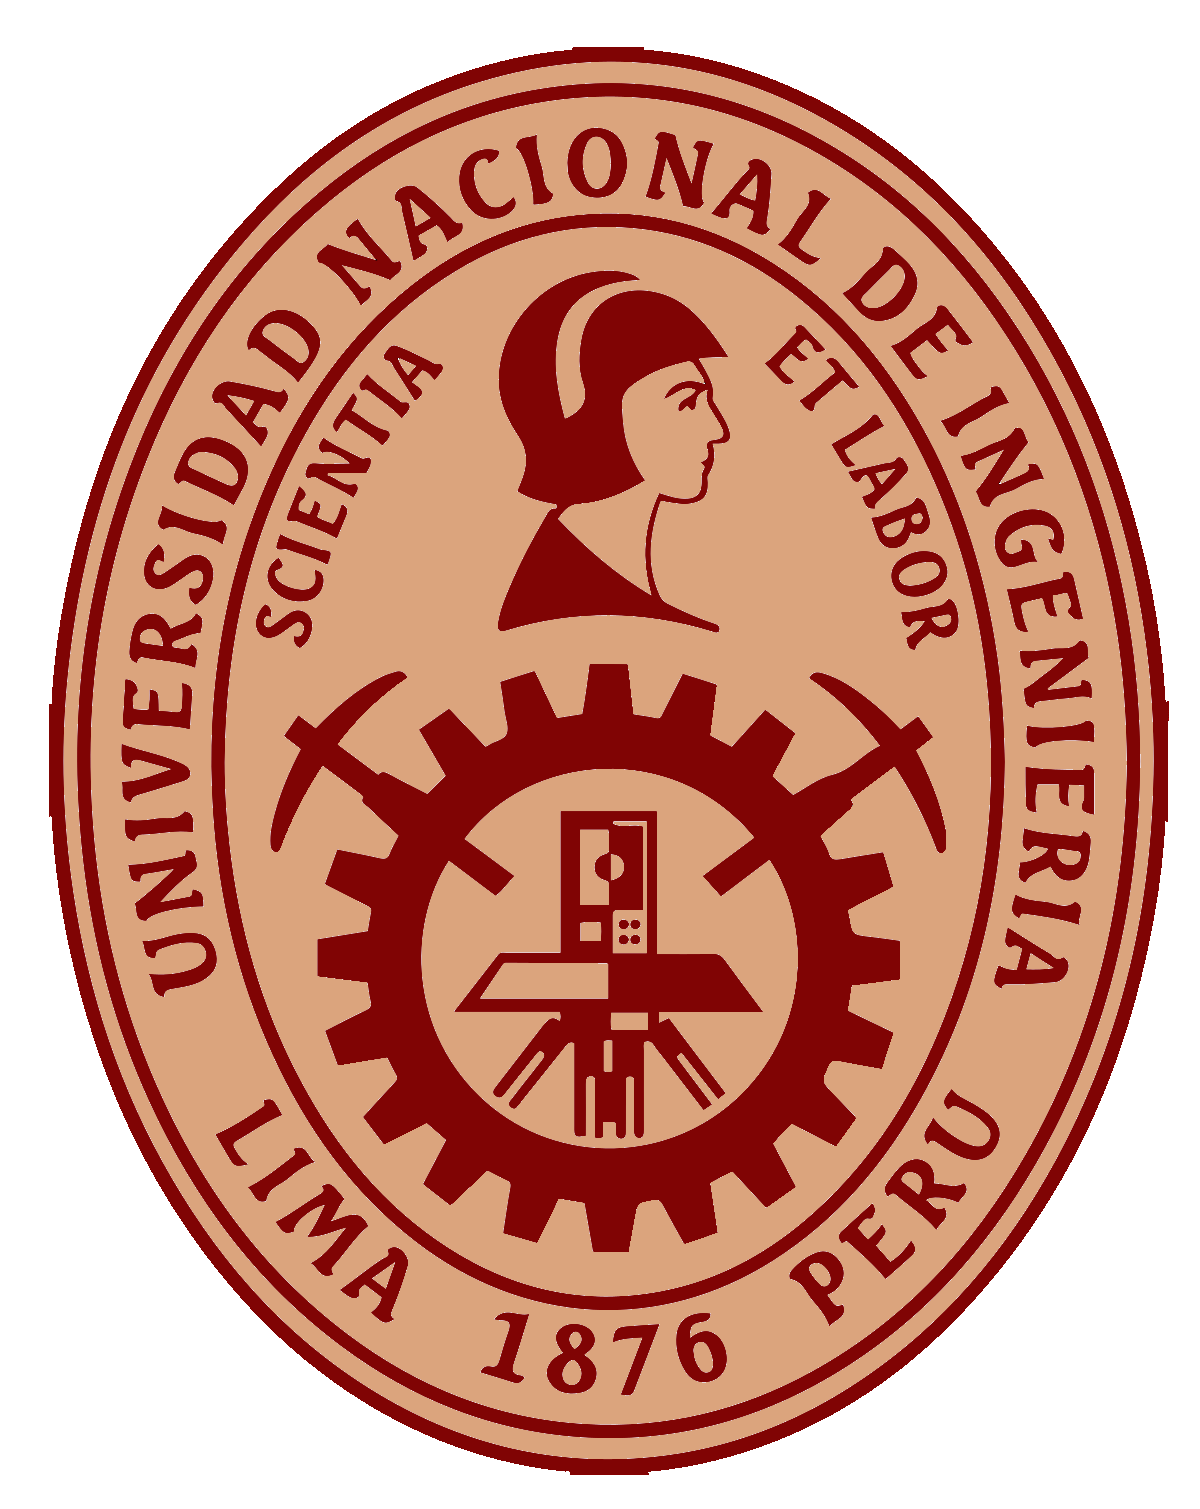 UNIVERSIDAD NACIONAL DE INGENIERIA
SCIENTIA ET LABOR
LIMA 1876 PERU